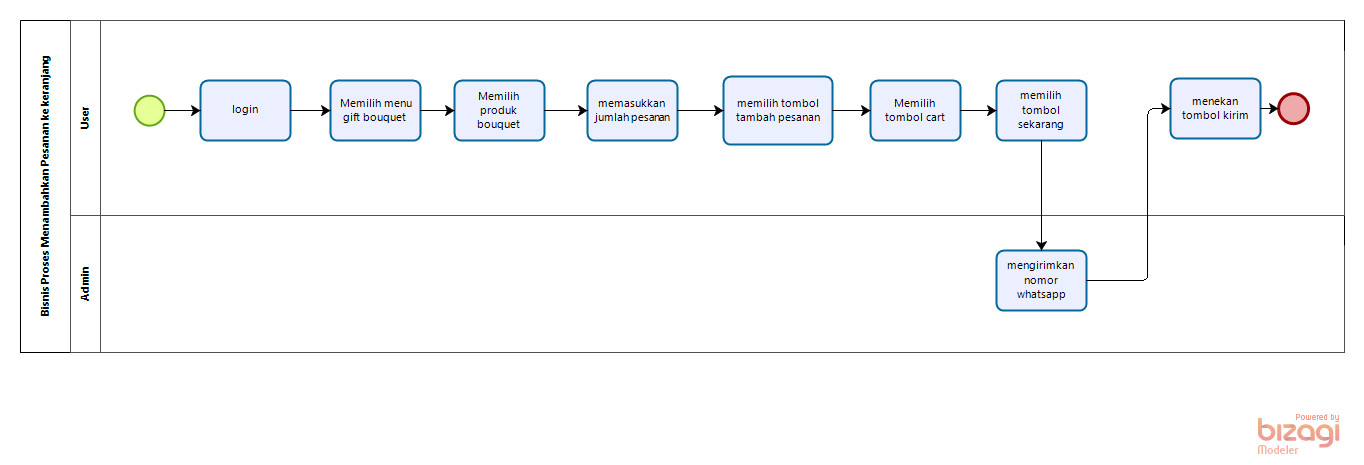 Bisnis Proses Menambahkan Pesanan ke keranjang
User
login
Memilih menu
gift bouquet
Memilih
produk
bouquet
memasukkan
jumlah pesanan
memilih tombol
tambah pesanan
Memilih
tombol cart
memilih
tombol
sekarang
menekan
tombol kirim
Admin
mengirimkan
nomor
whatsapp
Powered by
bizagi
Modeler